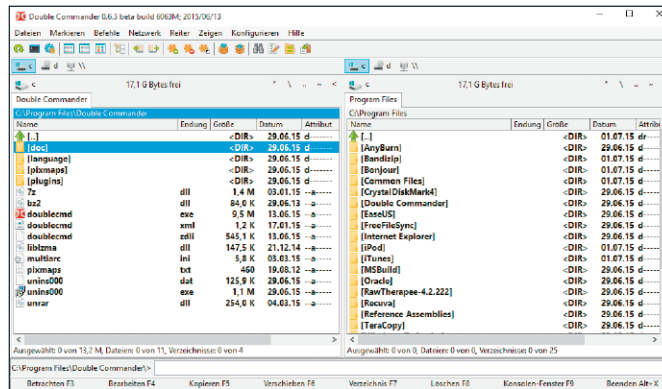 Double Commander 0.6.3 beta build 6063M; 2015/06/13
Dateien Markieren Befehle Netzwerk Reiter Zeigen Konfigurieren Hilfe
c d \\
c d \\
c 17,1 G Bytes frei * \ .. ~ <
c 17,1 G Bytes frei * \ .. ~
Double Commander
Program Files
C:\Program Files\Double Commander
C:\Program Files
Name Endung Größe Datum Attribut
[..] <DIR> 29.06.15 d-------
[doc] <DIR> 29.06.15 d-------
[language] <DIR> 29.06.15 d-------
[pixmaps] <DIR> 29.06.15 d-------
[plugins] <DIR> 29.06.15 d-------
7z dll 1,4 M 03.01.15 --a-----
bz2 dll 84,0 K 29.06.13 --a-----
doublecmd exe 9,5 M 13.06.15 --a-----
doublecmd xml 1,2 K 17.01.15 --a-----
doublecmd zdli 545,1 K 13.06.15 --a-----
liblzma dll 147,5 K 21.12.14 --a-----
multiarc ini 5,8 K 03.03.15 --a-----
pixmaps txt 460 19.08.12 --a-----
unins000 dat 125,9 K 29.06.15 --a-----
unins000 exe 1,1 M 29.06.15 --a-----
unrar dll 254,0 K 04.03.15 --a-----
Name Endung Größe Datum Attribu
[..] <DIR> 01.07.15 dr------
[AnyBurn] <DIR> 29.06.15 d-------
[Bandizip] <DIR> 01.07.15 d-------
[Bonjour] <DIR> 01.07.15 d-------
[Common Files] <DIR> 01.07.15 d-------
[CrystalDiskMark4] <DIR> 29.06.15 d-------
[Double Commander] <DIR> 29.06.15 d-------
[EaseUS] <DIR> 29.06.15 d-------
[FreeFileSync] <DIR> 29.06.15 d-------
[Internet Explorer] <DIR> 01.07.15 d-------
[iPod] <DIR> 01.07.15 d-------
[iTunes] <DIR> 01.07.15 d-------
[MSBuild] <DIR> 29.06.15 d-------
[Oracle] <DIR> 29.06.15 d-------
[RawTherapee-4.2.222] <DIR> 29.06.15 d-------
[Recuva] <DIR> 29.06.15 d-------
[Reference Assemblies] <DIR> 29.06.15 d-------
[TeraCopy] <DIR> 29.06.15 d-------
Ausgewählt: 0 von 13,2 M, Dateien: 0 von 11, Verzeichnisse: 0 von 4
Ausgewählt: 0 von 0, Dateien: 0 von 0, Verzeichnisse: 0 von 25
C:\Program Files\Double Commander\>
Betrachten F3 Bearbeiten F4 Kopieren F5 Verschieben F6 Verzeichnis F7 Löschen F8 Konsolen-Fenster F9 Beenden Alt+X